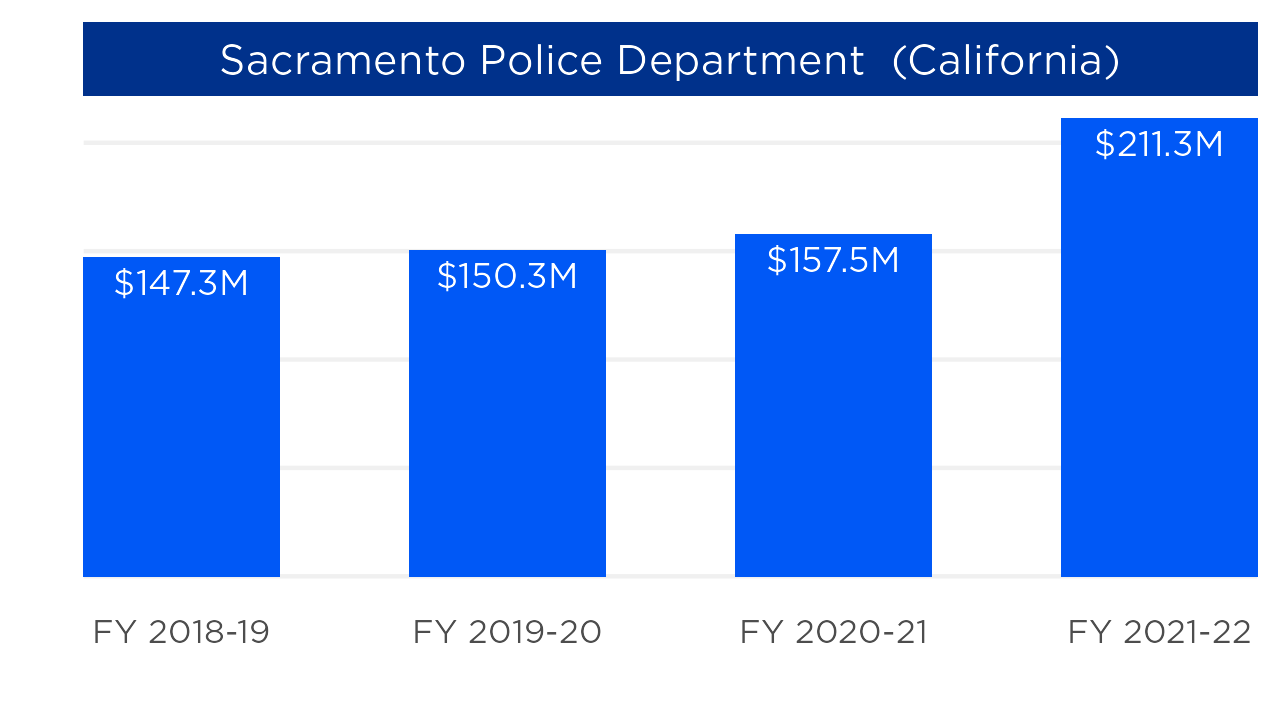 Sacramento Police Department (California)
$211.3M
$157.5M
$147.3M
$150.3M
FY 2018-19
FY 2019-20
FY 2020-21
FY 2021-22